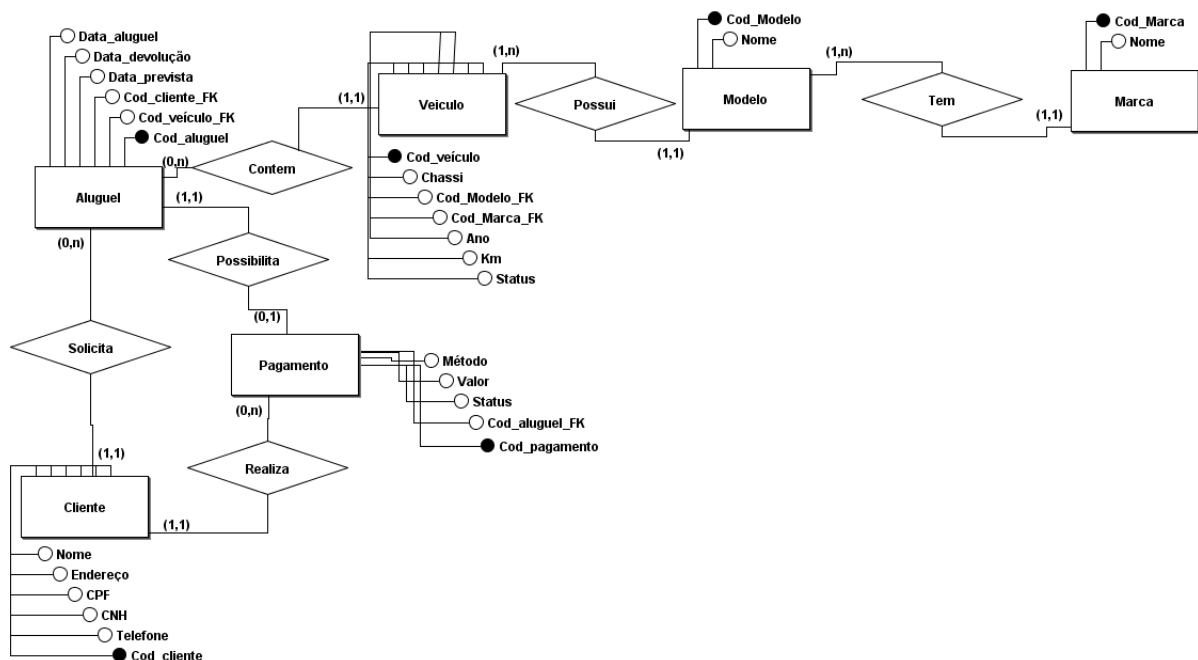 Data_aluguel
Data_devolução
Data_prevista
Cod_cliente_FK
Cod_veículo_FK
Cod_aluguel
(0,n)
Aluguel
(1,1)
(0,n)
Contem
(1,1)
Veiculo
(1,n)
Cod_veículo
Chassi
Cod_Modelo_FK
Cod_Marca_FK
Ano
Km
Status
Possui
(1,1)
Cod_Modelo
Nome
Modelo
(1,n)
Tem
(1,1)
Cod_Marca
Nome
Marca
Possibilita
(0,1)
Pagamento
(0,n)
Método
Valor
Status
Cod_aluguel_FK
Cod_pagamento
Solicita
(1,1)
Realiza
Cliente
(1,1)
Nome
Endereço
CPF
CNH
Telefone
Cod_cliente